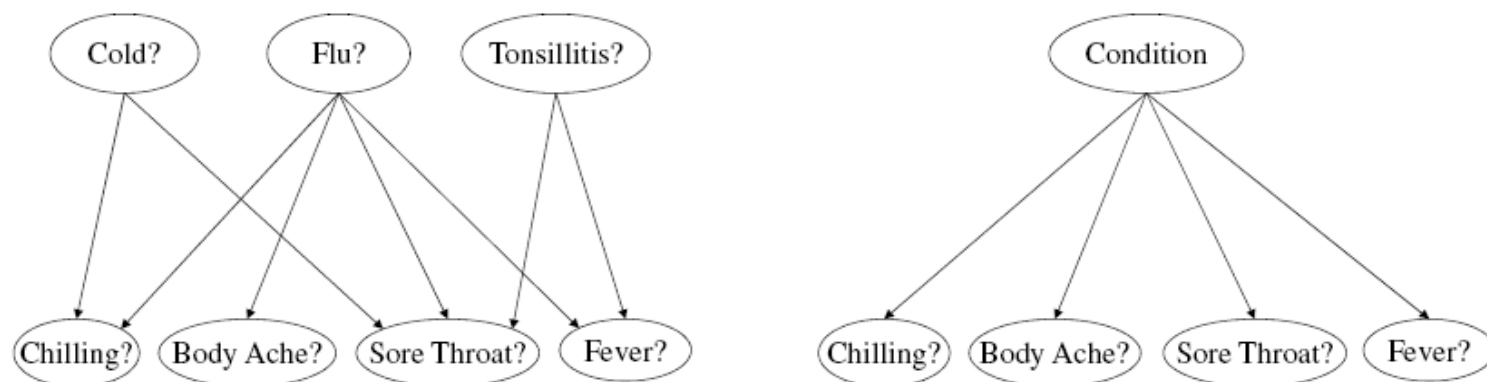 Cold?
Flu?
Tonsillitis?
Condition
Chilling?
Body Ache?
Sore Throat?
Fever?
Chilling?
Body Ache?
Sore Throat?
Fever?